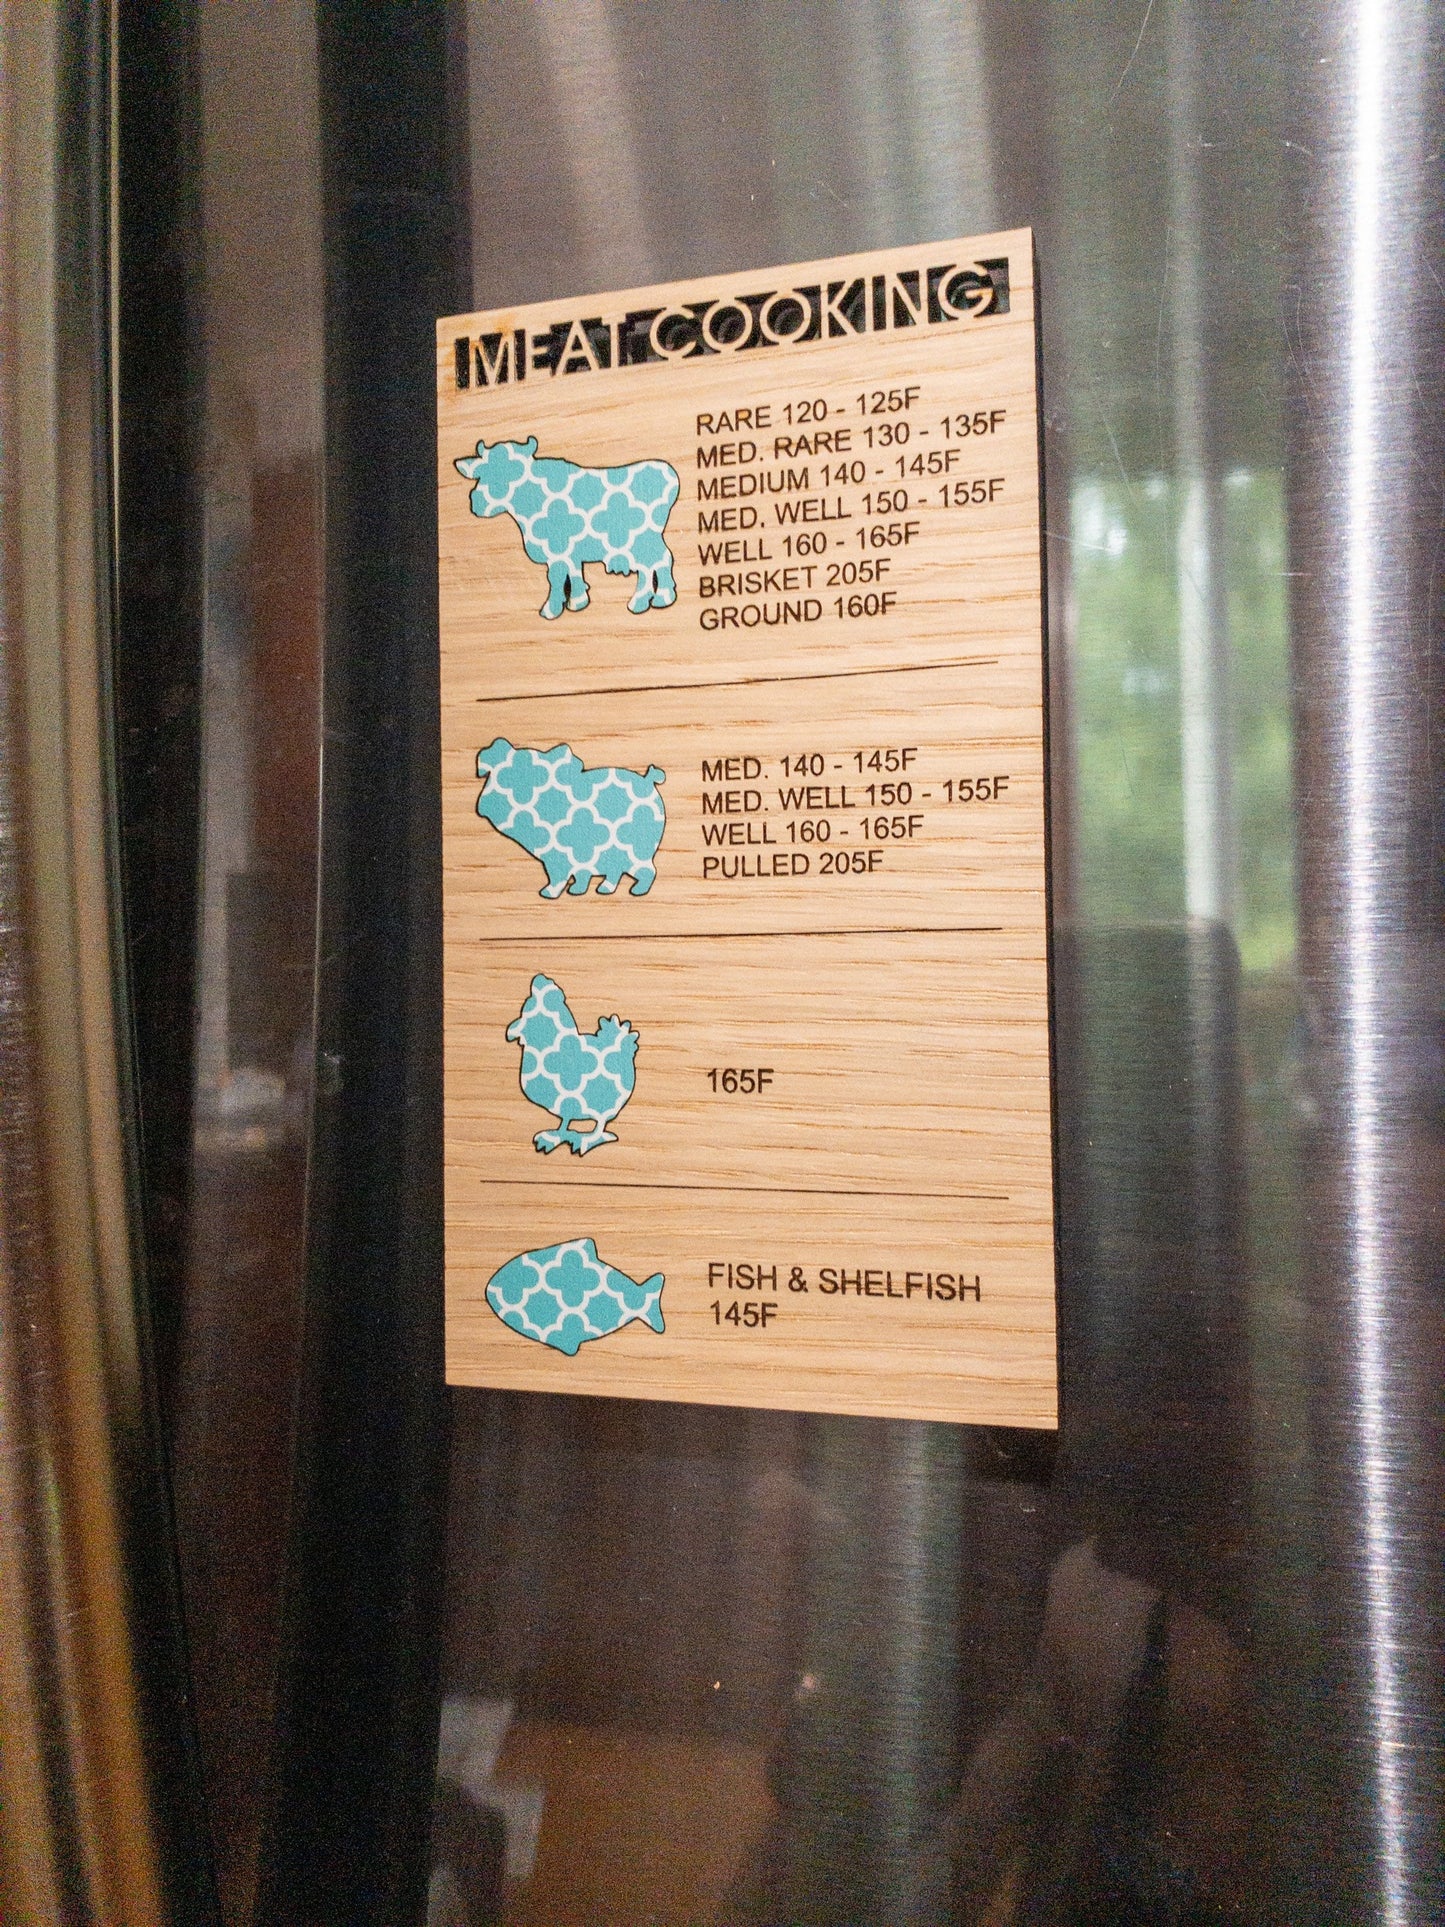 MEAT COOKING
RARE 120 - 125F
MED. RARE 130 - 135F
MEDIUM 140 - 145F
MED. WELL 150 - 155F
WELL 160 - 165F
BRISKET 205F
GROUND 160F
MED. 140 - 145F
MED. WELL 150 - 155F
WELL 160 - 165F
PULLED 205F
165F
FISH & SHELFISH
145F